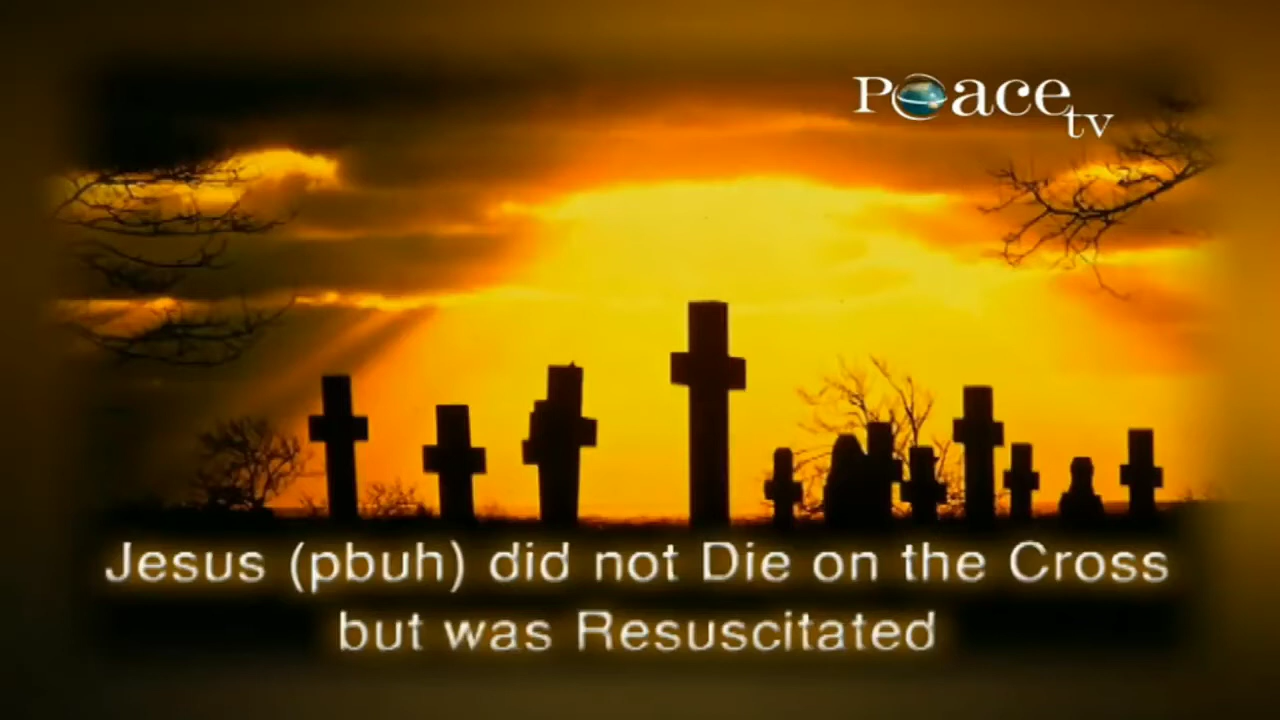 Peace tv
Jesus (pbuh) did not Die on the Cross
but was Resuscitated